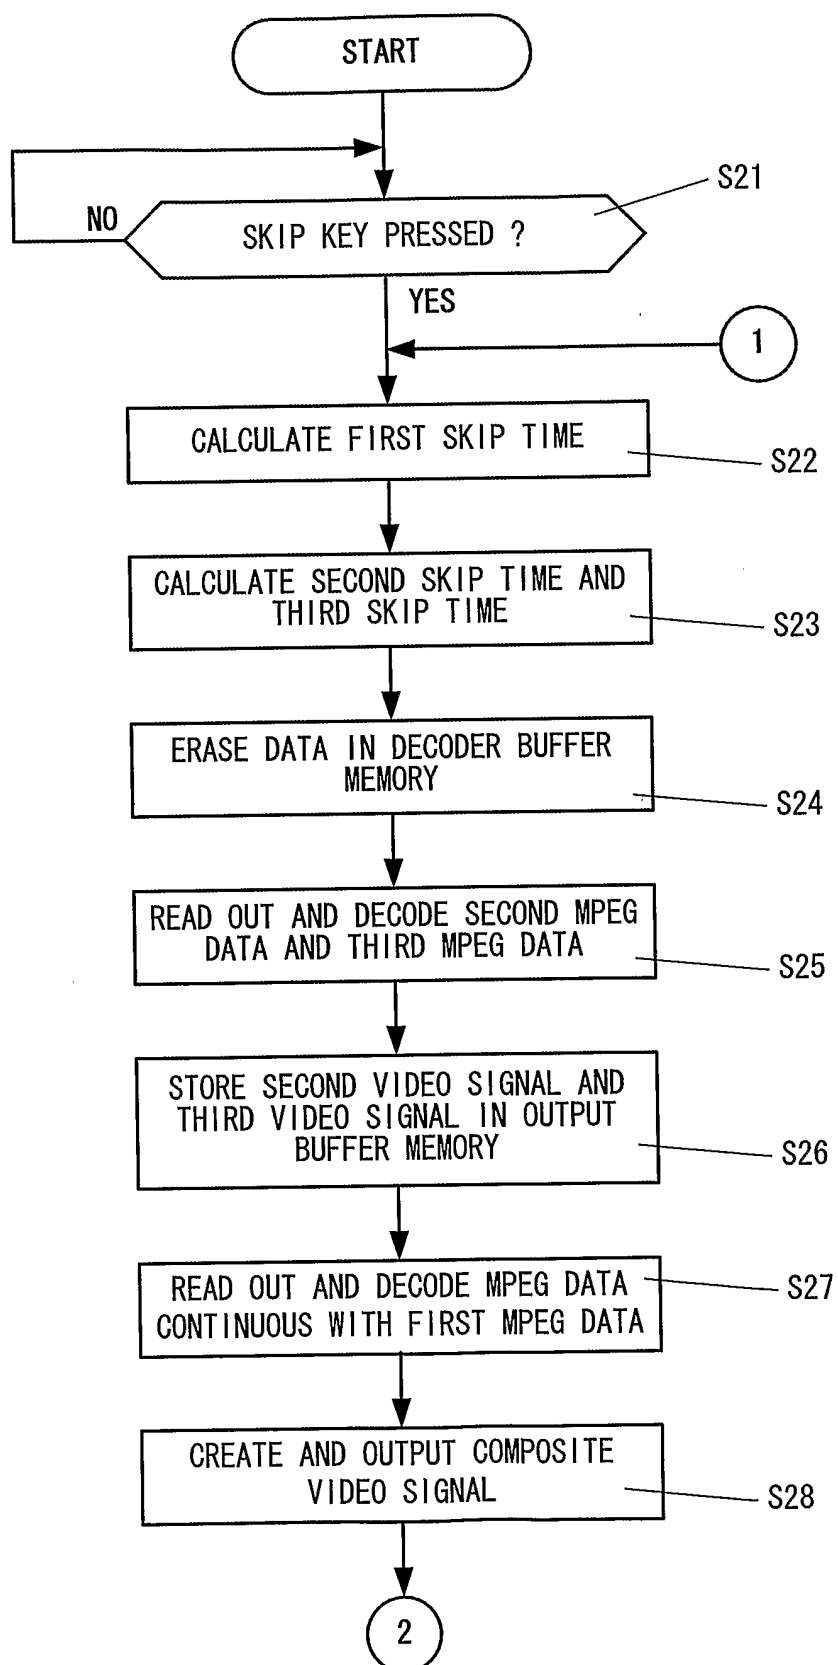 START
S21
NO
SKIP KEY PRESSED ?
YES
1
CALCULATE FIRST SKIP TIME
S22
CALCULATE SECOND SKIP TIME AND
THIRD SKIP TIME
S23
ERASE DATA IN DECODER BUFFER
MEMORY
S24
READ OUT AND DECODE SECOND MPEG
DATA AND THIRD MPEG DATA
S25
STORE SECOND VIDEO SIGNAL AND
THIRD VIDEO SIGNAL IN OUTPUT
BUFFER MEMORY
S26
READ OUT AND DECODE MPEG DATA
CONTINUOUS WITH FIRST MPEG DATA
S27
CREATE AND OUTPUT COMPOSITE
VIDEO SIGNAL
S28
2